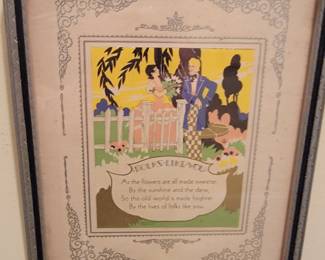 FOLKS LIKE YOU
As the flowers are all made sweeter
By the sunshine and the dew,
So this old world is made brighter
By the lives of folks like you.